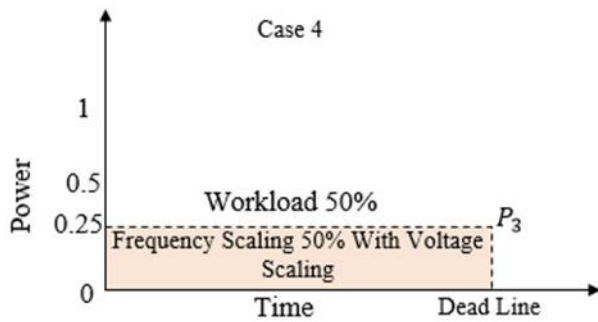 Case 4
Power
1
0.5
0.25
0
Workload 50%
P3
Frequency Scaling 50% With Voltage
Scaling
Time
Dead Line